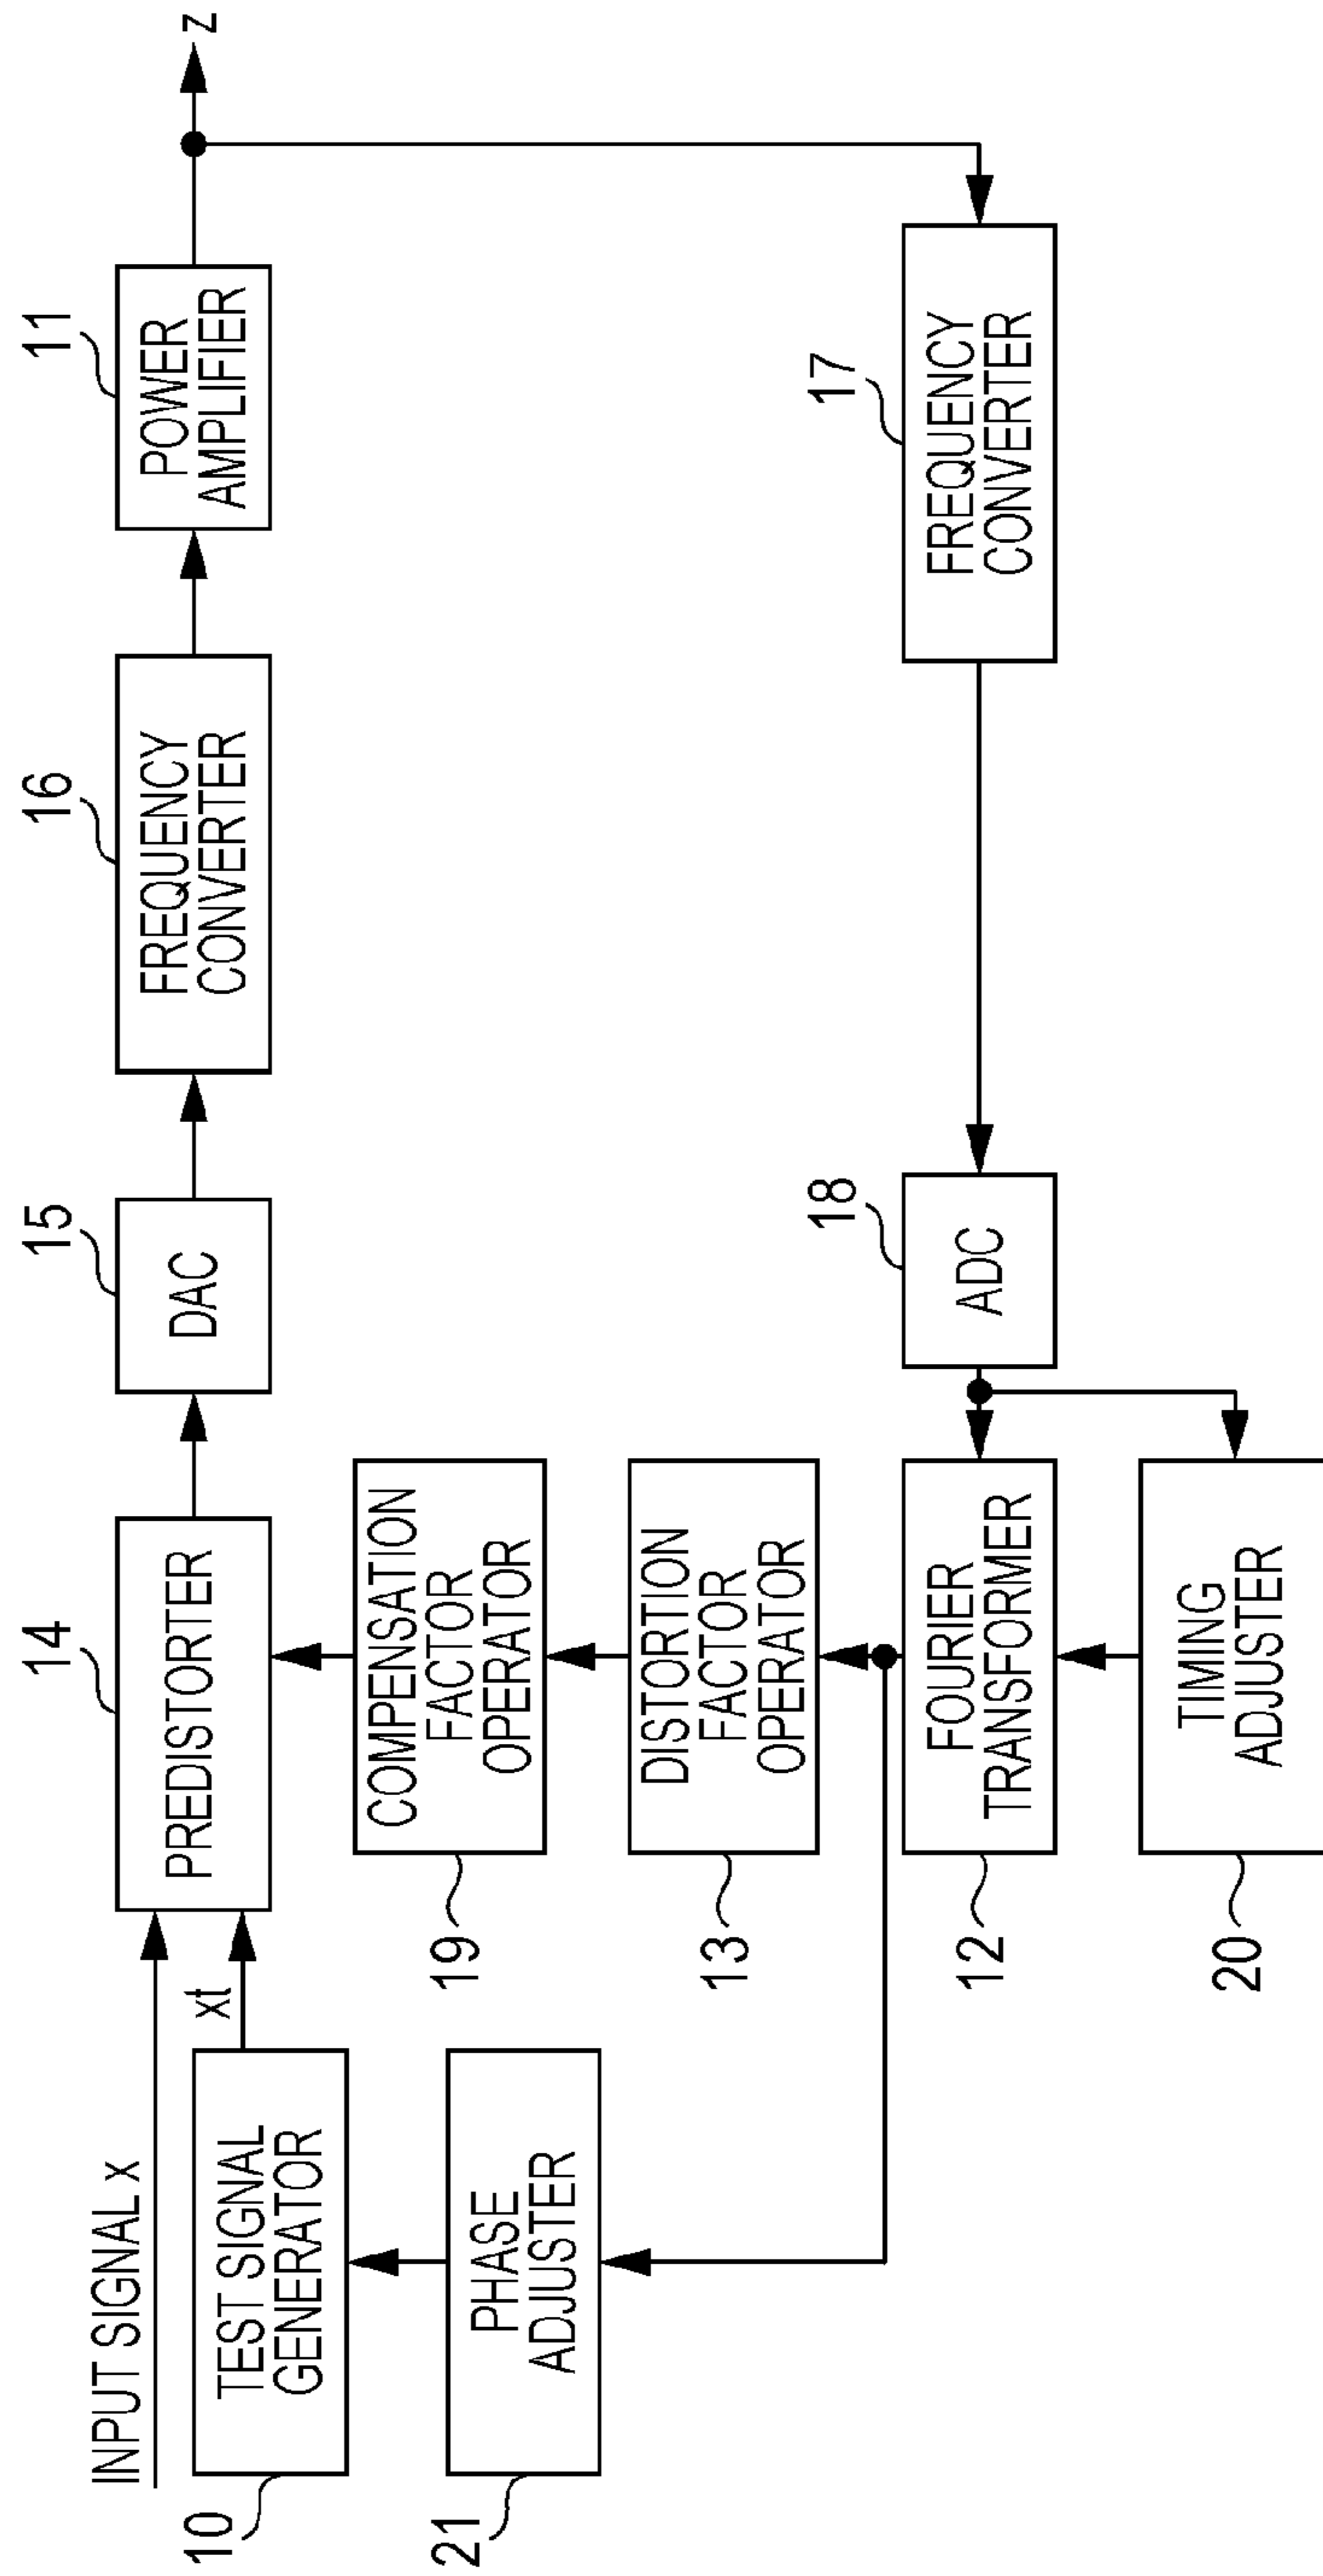 INPUT SIGNAL x
10
TEST SIGNAL
GENERATOR
xt
21
PHASE
ADJUSTER
14
PREDISTORTER
15
DAC
16
FREQUENCY
CONVERTER
11
POWER
AMPLIFIER
z
19
COMPENSATION
FACTOR
OPERATOR
13
DISTORTION
FACTOR
OPERATOR
12
FOURIER
TRANSFORMER
18
ADC
17
FREQUENCY
CONVERTER
20
TIMING
ADJUSTER